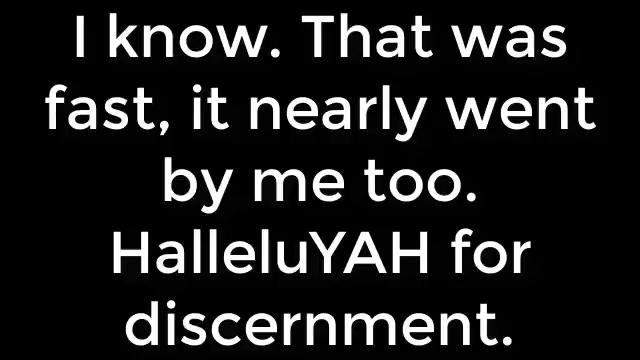 I know. That was
fast, it nearly went
by me too.
HalleluYAH for
discernment.